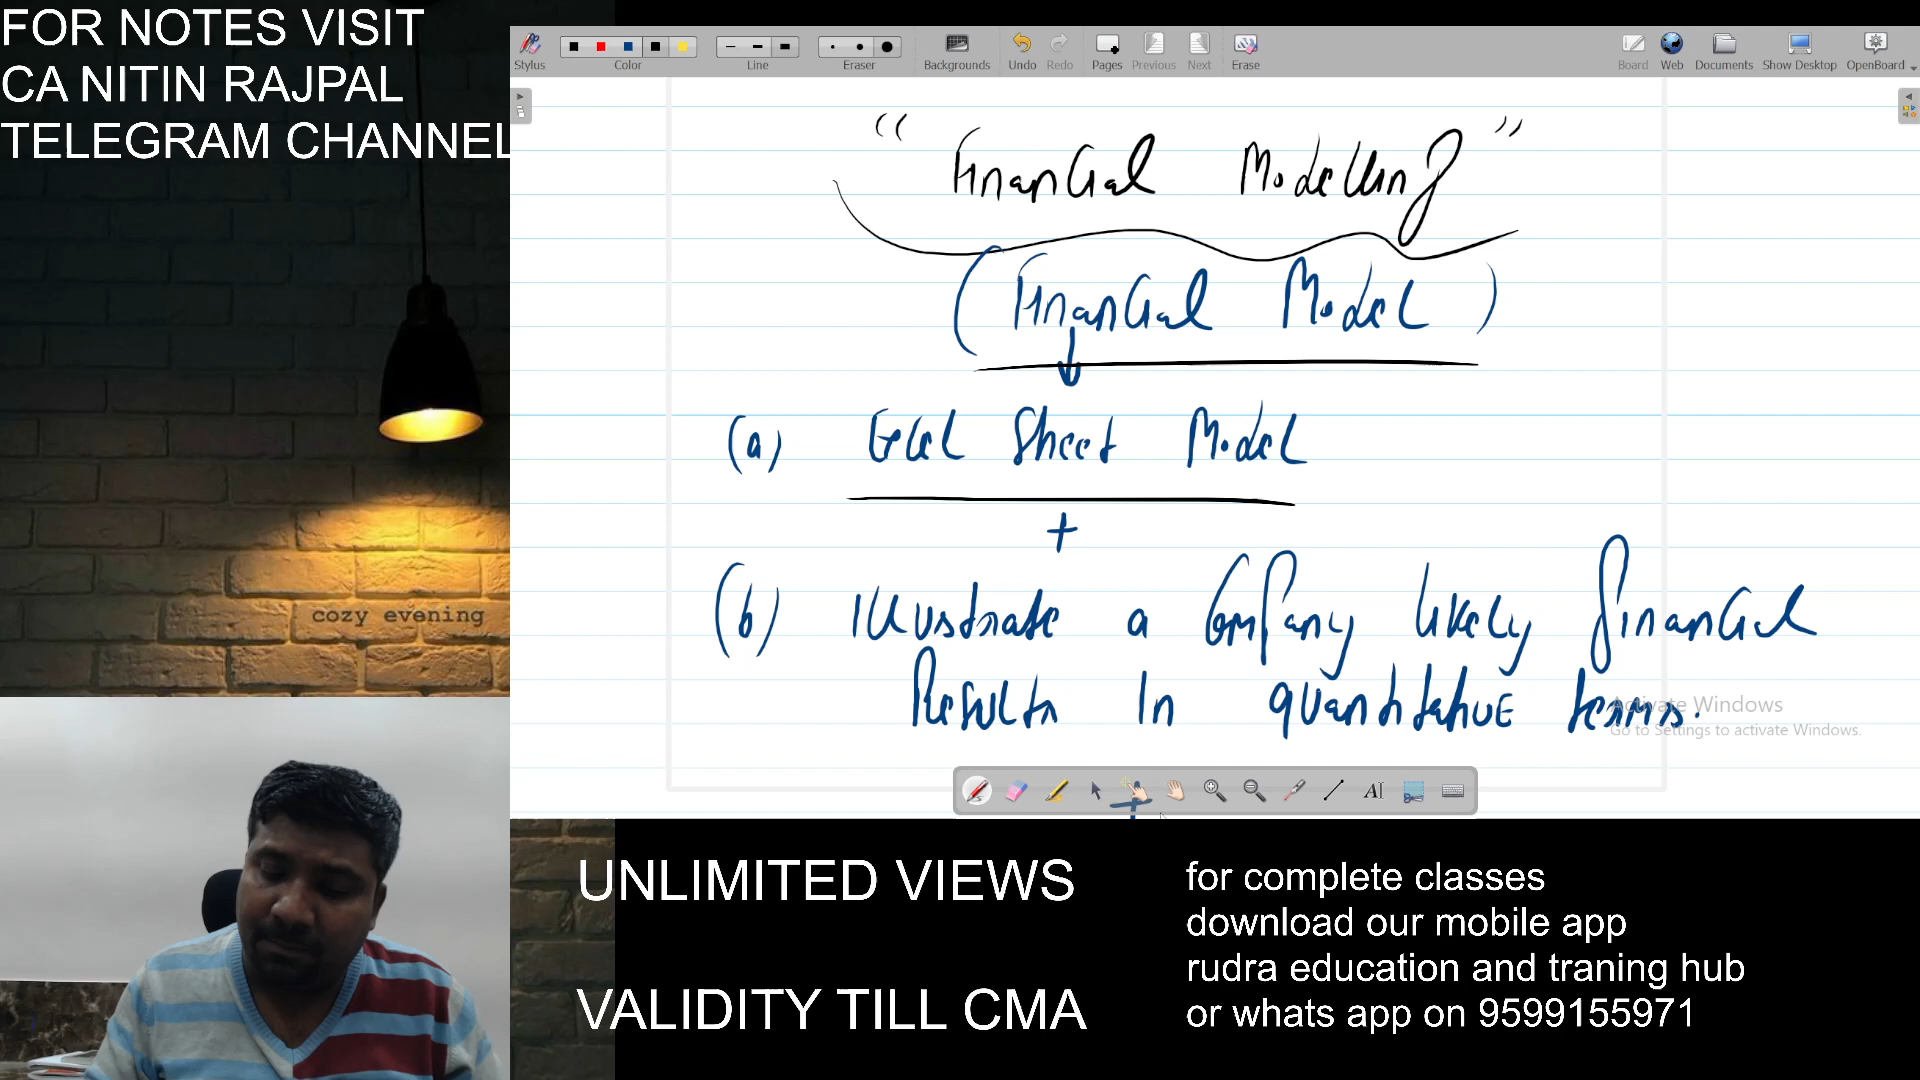 FOR NOTES VISIT
CA NITIN RAJPAL
TELEGRAM CHANNEL
Stylus
Color
Line
Eraser
Backgrounds
Undo
Redo
Pages
Previous
Next
Erase
Board
Web
Documents
Show Desktop
OpenBoard
" Financial Modelling "
( Financial Model )
(a) Excel Sheet Model
+
(b) Illustrate a Company likely financial
Results In quantitative terms.
Activate Windows
Go to Settings to activate Windows.
cozy evening
UNLIMITED VIEWS
VALIDITY TILL CMA
for complete classes
download our mobile app
rudra education and traning hub
or whats app on 9599155971